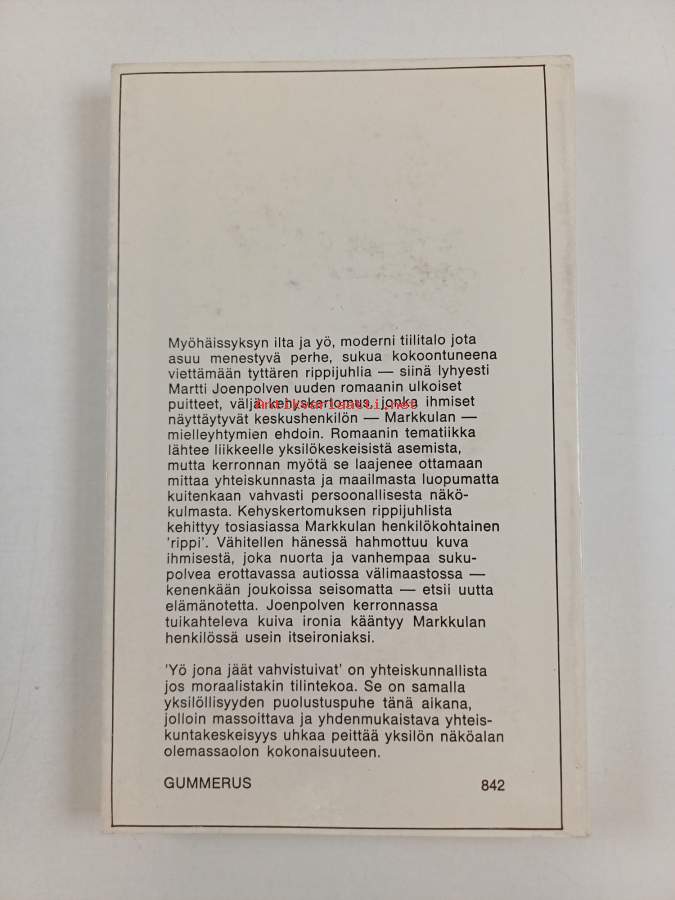 Myöhäissyksyn ilta ja yö, moderni tiilitalo jota
asuu menestyvä perhe, sukua kokoontuneena
viettämään tyttären rippijuhlia — siinä lyhyesti
Martti Joenpolven uuden romaanin ulkoiset
puitteet, väljä kehyskertomus, jonka ihmiset
Antikvariaatti.net
näyttäytyvät keskushenkilön — Markkulan —
mielleyhtymien ehdoin. Romaanin tematiikka
lähtee liikkeelle yksilökeskeisistä asemista,
mutta kerronnan myötä se laajenee ottamaan
mittaa yhteiskunnasta ja maailmasta luopumatta
kuitenkaan vahvasti persoonallisesta näkö-
kulmasta. Kehyskertomuksen rippijuhlista
kehittyy tosiasiassa Markkulan henkilökohtainen
'rippi'. Vähitellen hänessä hahmottuu kuva
ihmisestä, joka nuorta ja vanhempaa suku-
polvea erottavassa autiossa välimaastossa —
kenenkään joukoissa seisomatta — etsii uutta
elämänotetta. Joenpolven kerronnassa
tuikahteleva kuiva ironia kääntyy Markkulan
henkilössä usein itseironiaksi.
'Yö jona jäät vahvistuivat' on yhteiskunnallista
jos moraalistakin tilintekoa. Se on samalla
yksilöllisyyden puolustuspuhe tänä aikana,
jolloin massoittava ja yhdenmukaistava yhteis-
kuntakeskeisyys uhkaa peittää yksilön näköalan
olemassaolon kokonaisuuteen.
GUMMERUS 842